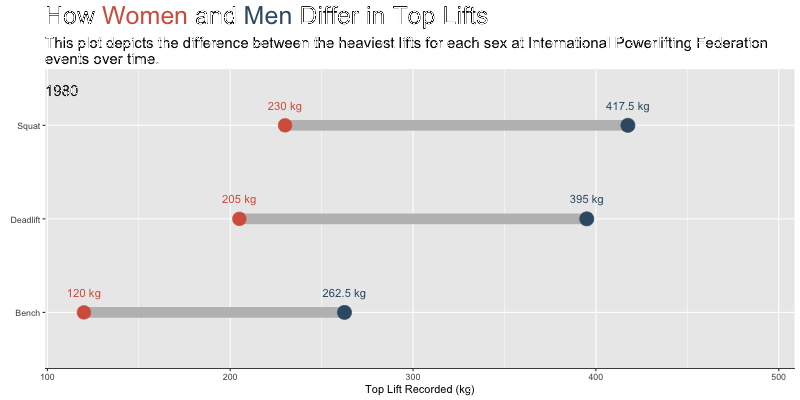 How Women and Men Differ in Top Lifts
This plot depicts the difference between the heaviest lifts for each sex at International Powerlifting Federation
events over time.
1980
230 kg 417.5 kg
Squat
205 kg 395 kg
Deadlift
120 kg 262.5 kg
Bench
100 200 300 400 500
Top Lift Recorded (kg)